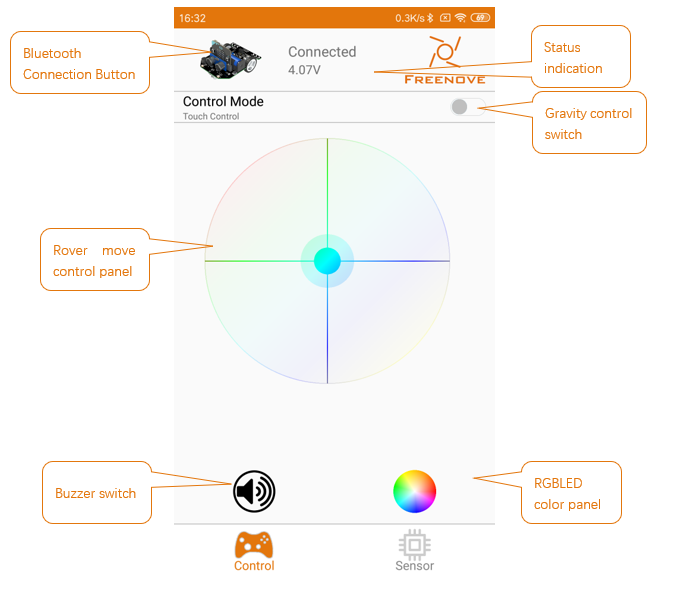 16:32
0.3K/s
69
Bluetooth
Connection Button
Connected
4.07V
FREENOVE
Status
indication
Control Mode
Touch Control
Gravity control
switch
Rover move
control panel
Buzzer switch
RGBLED
color panel
Control
Sensor